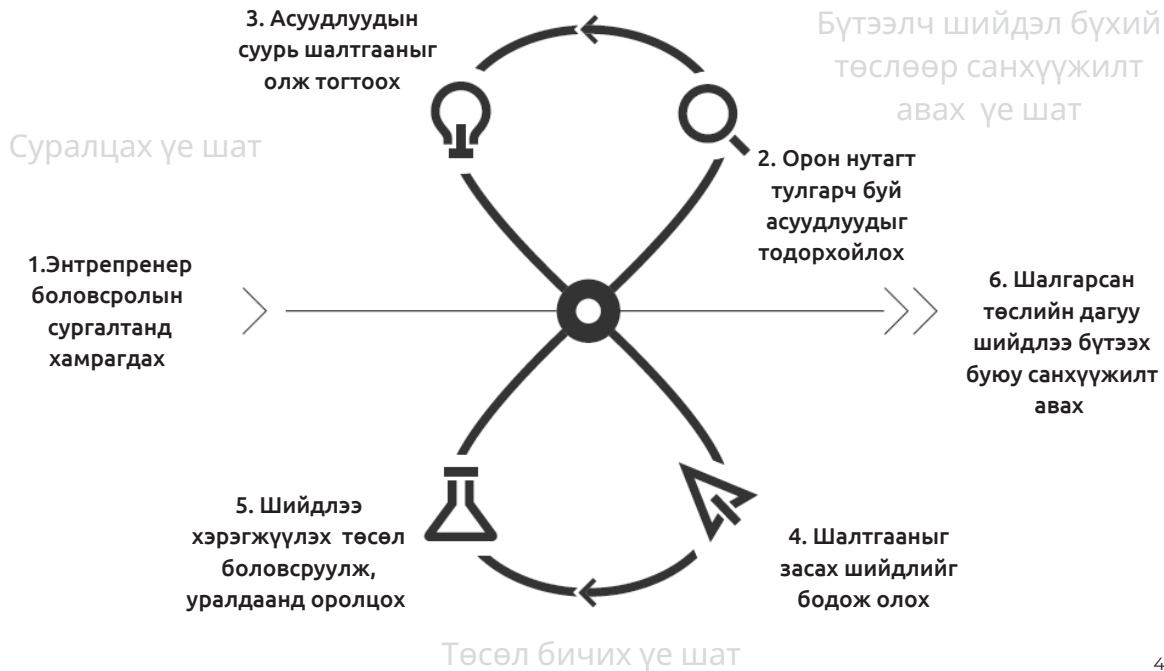 3. Асуудлуудын
суурь шалтгааныг
олж тогтоох
Бүтээлч шийдэл бүхий
төслөөр санхүүжилт
авах үе шат
Суралцах үе шат
2. Орон нутагт
тулгарч буй
асуудлуудыг
тодорхойлох
1.Энтрепренер
боловсролын
сургалтанд
хамрагдах
6. Шалгарсан
төслийн дагуу
шийдлээ бүтээх
буюу санхүүжилт
авах
5. Шийдлээ
хэрэгжүүлэх төсөл
боловсруулж,
уралдаанд оролцох
4. Шалтгааныг
засах шийдлийг
бодож олох
Төсөл бичих үе шат
4